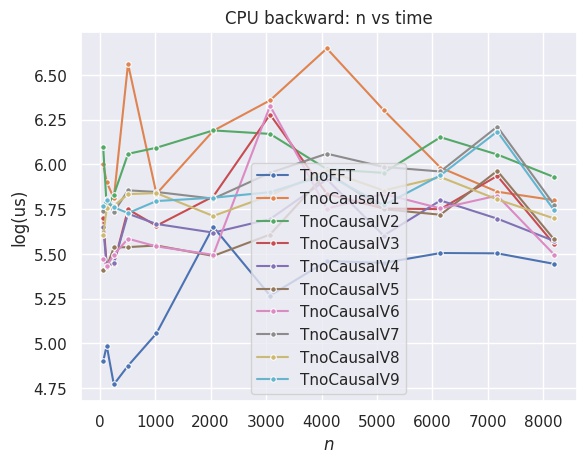 CPU backward: n vs time
log(us)
6.50
6.25
6.00
5.75
5.50
5.25
5.00
4.75
TnoFFT
TnoCausalV1
TnoCausalV2
TnoCausalV3
TnoCausalV4
TnoCausalV5
TnoCausalV6
TnoCausalV7
TnoCausalV8
TnoCausalV9
0 1000 2000 3000 4000 5000 6000 7000 8000
n